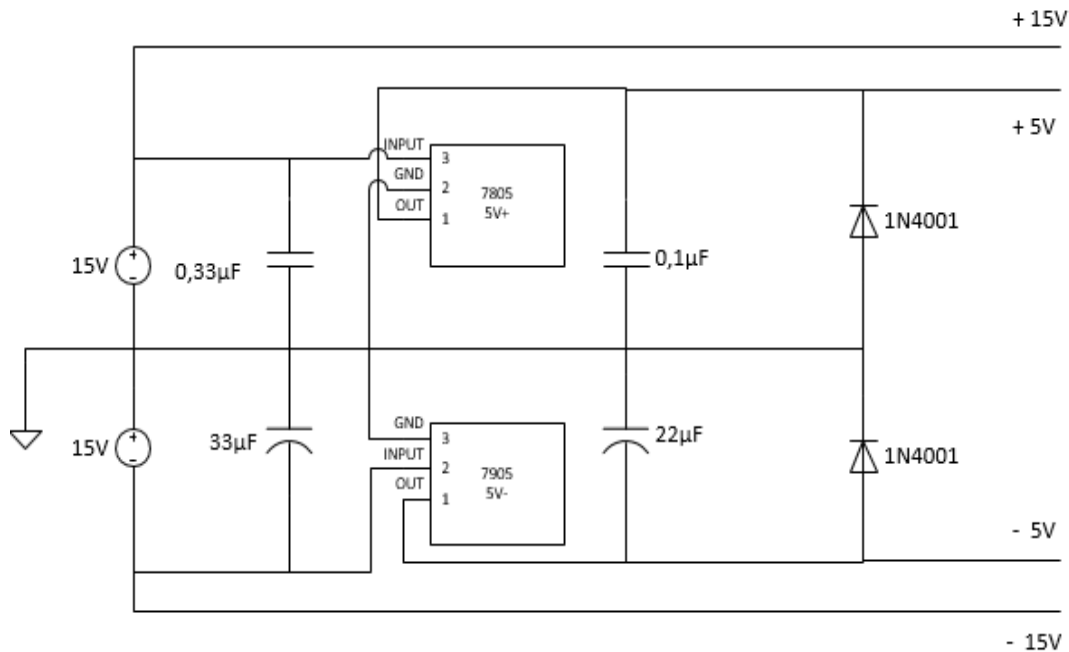 + 15V
+ 5V
INPUT
3
GND
2
7805
5V+
OUT
1
1N4001
15V
+
-
0,33µF
0,1µF
15V
+
-
33µF
GND
3
22µF
INPUT
2
7905
5V-
OUT
1
1N4001
- 5V
- 15V